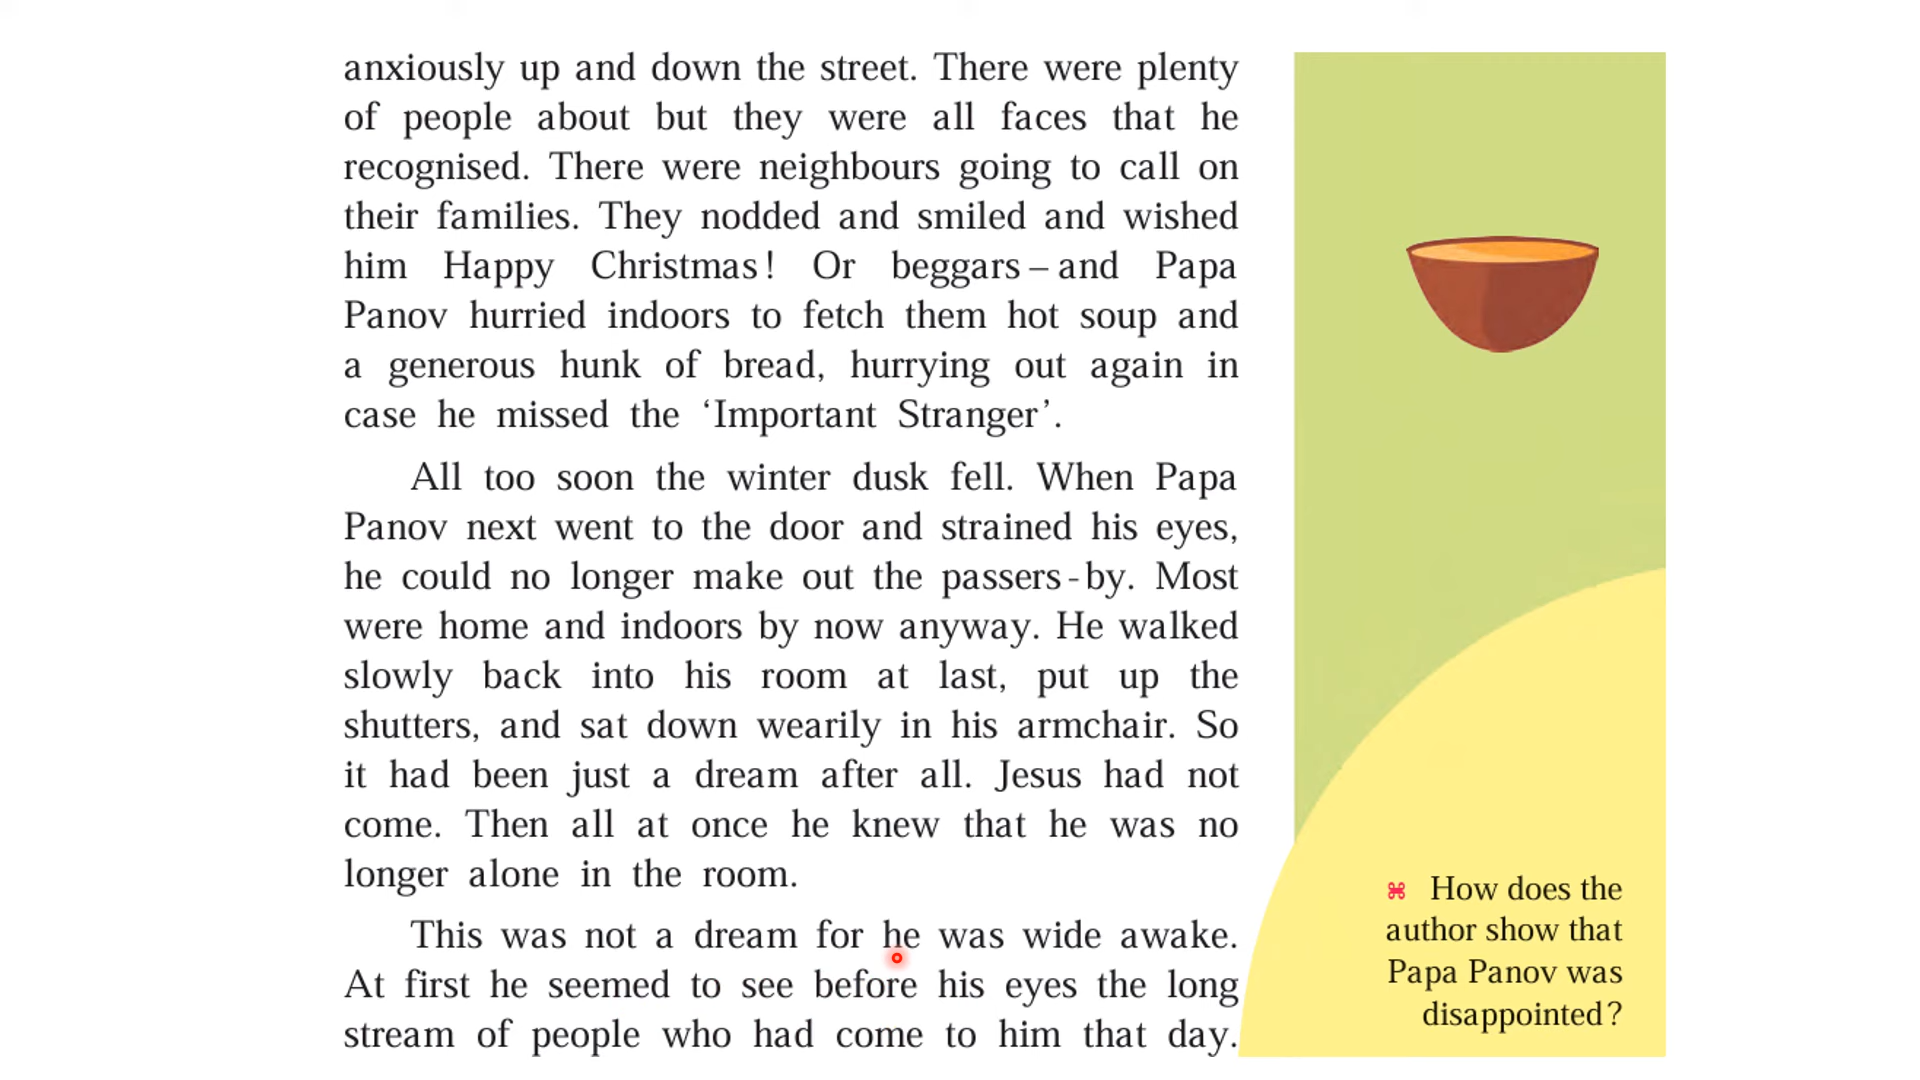 anxiously up and down the street. There were plenty
of people about but they were all faces that he
recognised. There were neighbours going to call on
their families. They nodded and smiled and wished
him Happy Christmas! Or beggars – and Papa
Panov hurried indoors to fetch them hot soup and
a generous hunk of bread, hurrying out again in
case he missed the ‘Important Stranger’.
All too soon the winter dusk fell. When Papa
Panov next went to the door and strained his eyes,
he could no longer make out the passers-by. Most
were home and indoors by now anyway. He walked
slowly back into his room at last, put up the
shutters, and sat down wearily in his armchair. So
it had been just a dream after all. Jesus had not
come. Then all at once he knew that he was no
longer alone in the room.
This was not a dream for he was wide awake.
At first he seemed to see before his eyes the long
stream of people who had come to him that day.
⌘ How does the
author show that
Papa Panov was
disappointed?